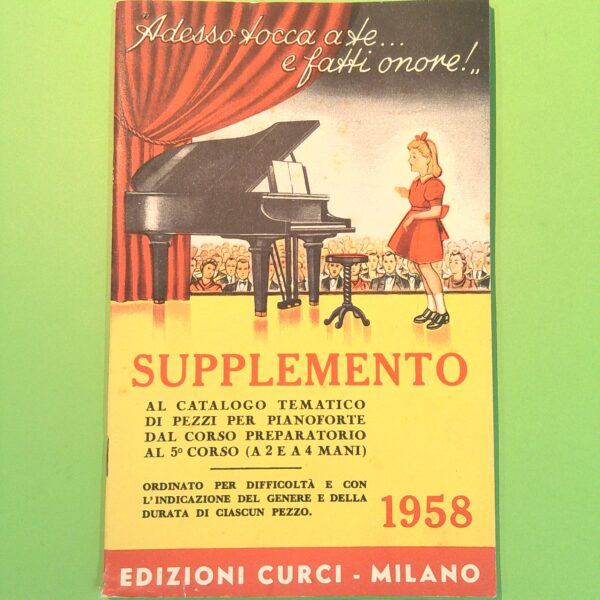 "Adesso tocca a te...
e fatti onore!„
SUPPLEMENTO
AL CATALOGO TEMATICO
DI PEZZI PER PIANOFORTE
DAL CORSO PREPARATORIO
AL 5º CORSO (A 2 E A 4 MANI)
ORDINATO PER DIFFICOLTÀ E CON
L'INDICAZIONE DEL GENERE E DELLA
DURATA DI CIASCUN PEZZO.
1958
EDIZIONI CURCI - MILANO